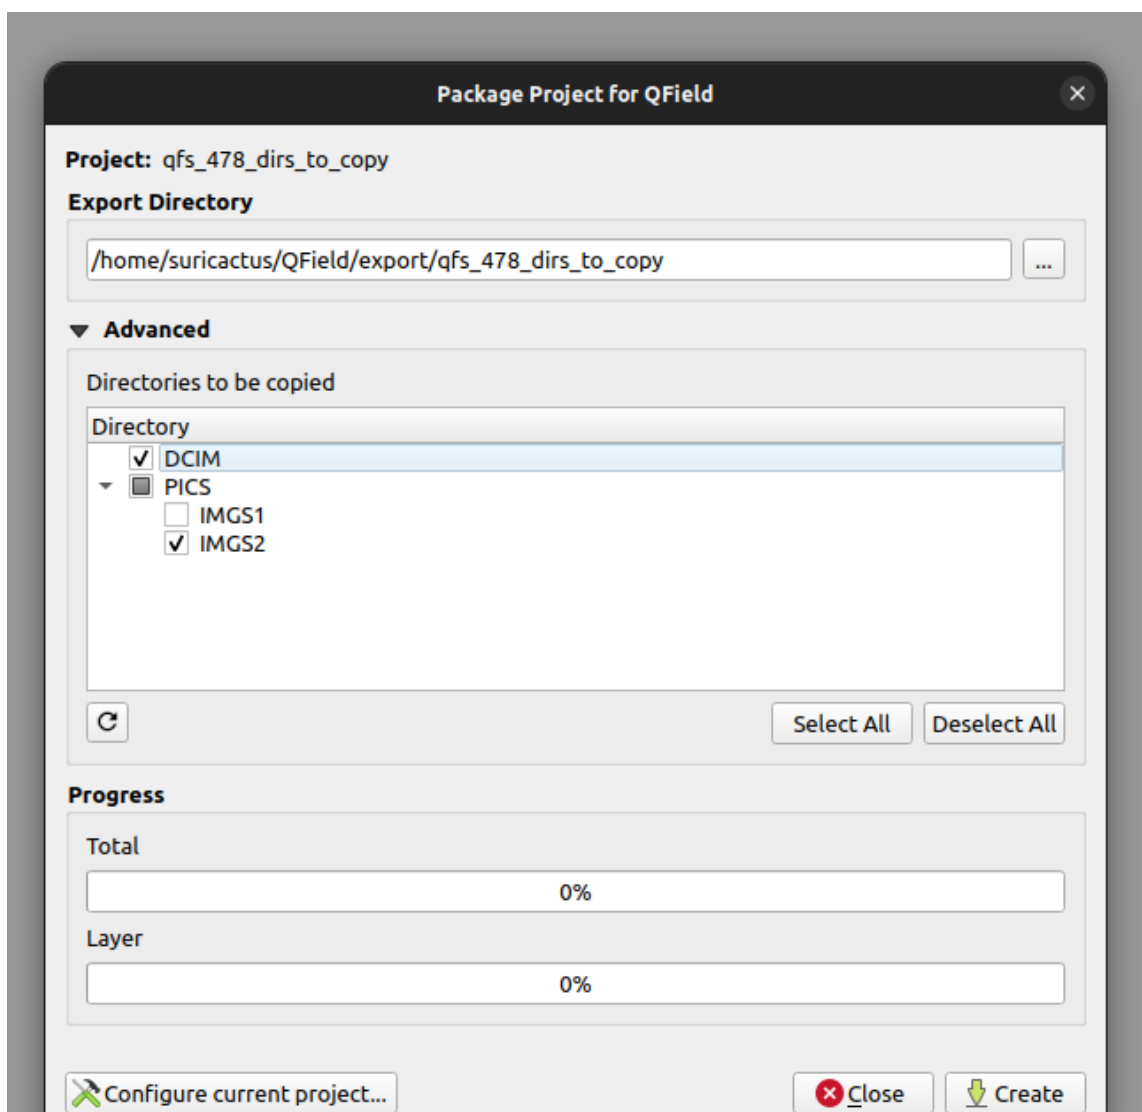 Package Project for QField
Project: qfs_478_dirs_to_copy
Export Directory
/home/suricactus/QField/export/qfs_478_dirs_to_copy
...
Advanced
Directories to be copied
Directory
DCIM
PICS
IMGS1
IMGS2
Select All Deselect All
Progress
Total
0%
Layer
0%
Configure current project... Close Create